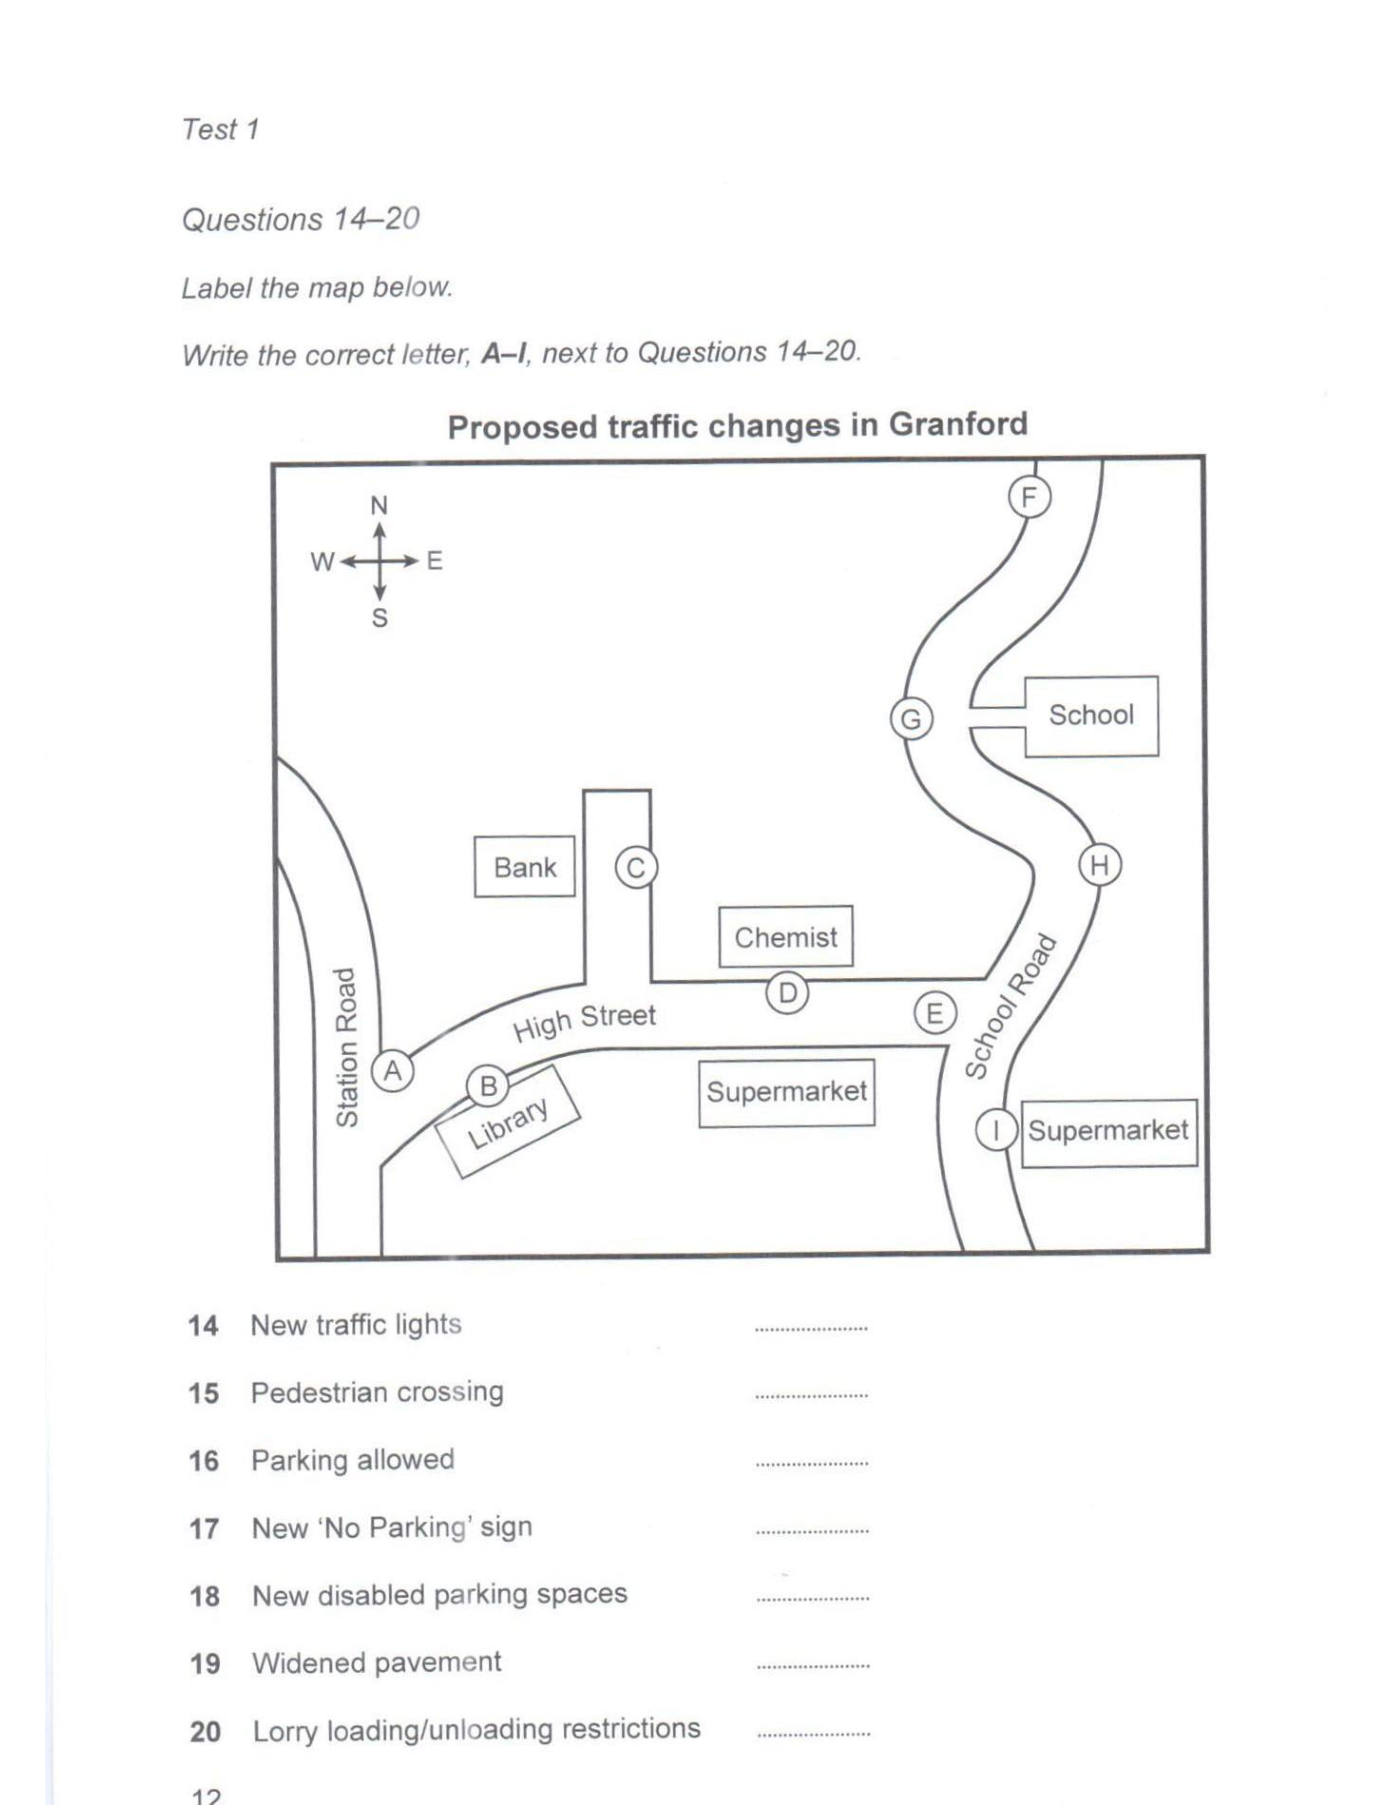 Test 1
Questions 14–20
Label the map below.
Write the correct letter, A–I, next to Questions 14–20.
Proposed traffic changes in Granford
F
N
W E
S
School
G
Bank
C
H
Chemist
D
E
High Street
School Road
Station Road
A
B
Library
Supermarket
I
Supermarket
14 New traffic lights ....................
15 Pedestrian crossing ....................
16 Parking allowed ....................
17 New ‘No Parking’ sign ....................
18 New disabled parking spaces ....................
19 Widened pavement ....................
20 Lorry loading/unloading restrictions ....................
12